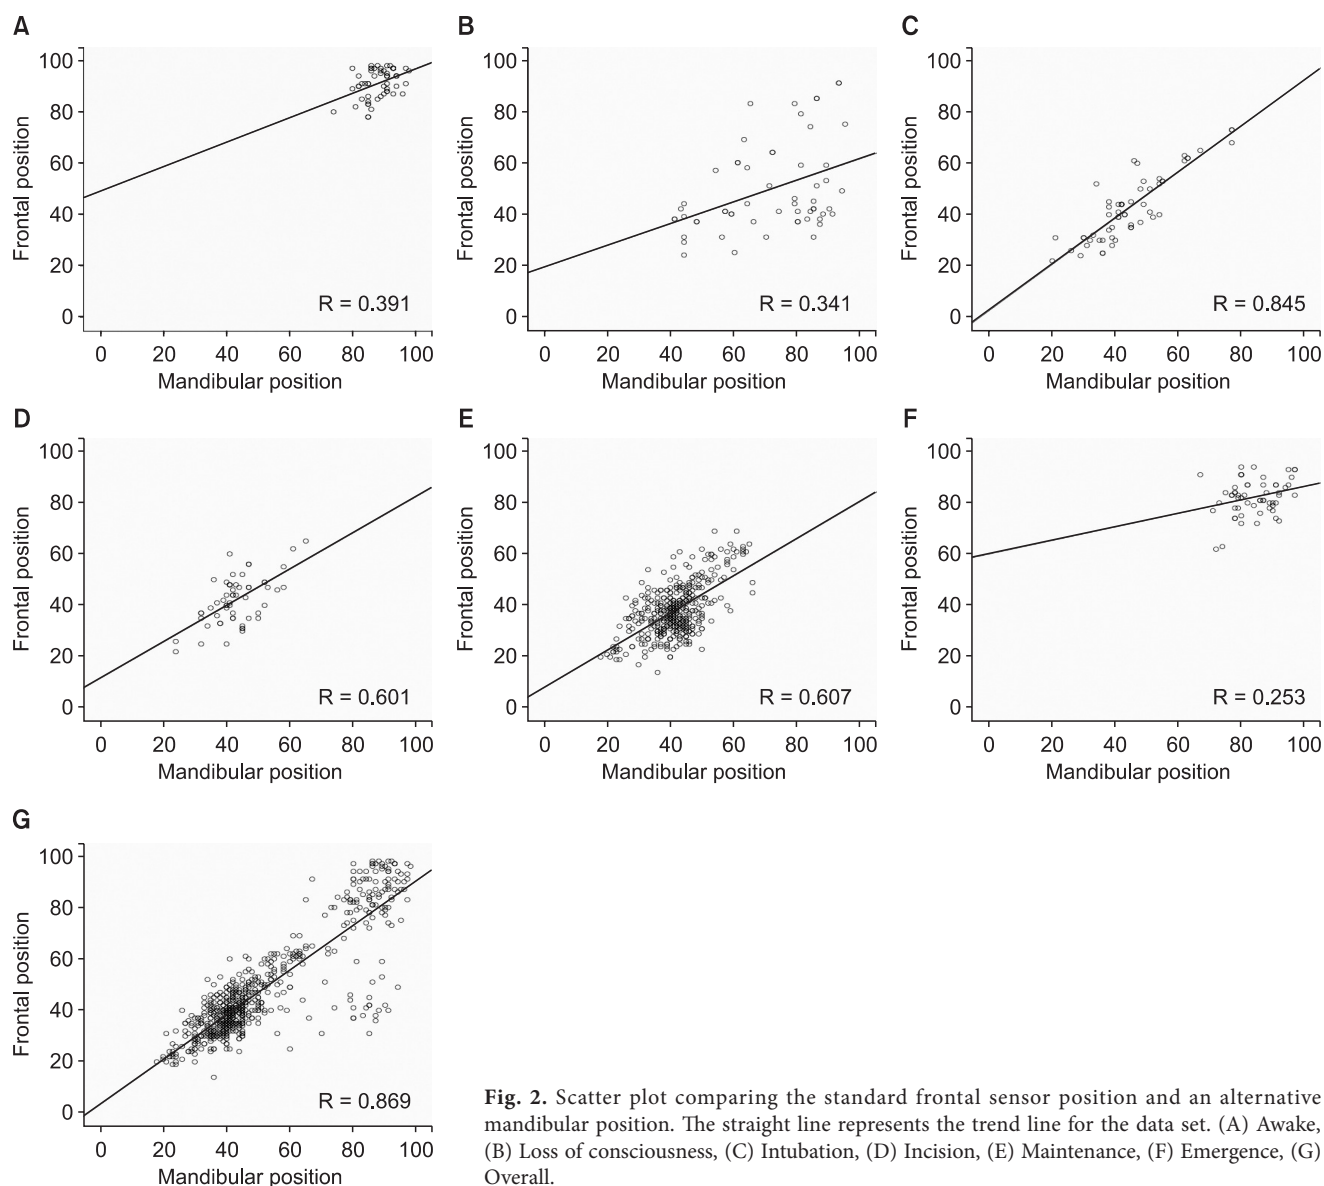 A
B
C
100
80
60
40
20
0
Frontal position
R = 0.391
0 20 40 60 80 100
Mandibular position
100
80
60
40
20
0
Frontal position
R = 0.341
0 20 40 60 80 100
Mandibular position
100
80
60
40
20
0
Frontal position
R = 0.845
0 20 40 60 80 100
Mandibular position
D
E
F
100
80
60
40
20
0
Frontal position
R = 0.601
0 20 40 60 80 100
Mandibular position
100
80
60
40
20
0
Frontal position
R = 0.607
0 20 40 60 80 100
Mandibular position
100
80
60
40
20
0
Frontal position
R = 0.253
0 20 40 60 80 100
Mandibular position
G
100
80
60
40
20
0
Frontal position
R = 0.869
0 20 40 60 80 100
Mandibular position
Fig. 2. Scatter plot comparing the standard frontal sensor position and an alternative
mandibular position. The straight line represents the trend line for the data set. (A) Awake,
(B) Loss of consciousness, (C) Intubation, (D) Incision, (E) Maintenance, (F) Emergence, (G)
Overall.